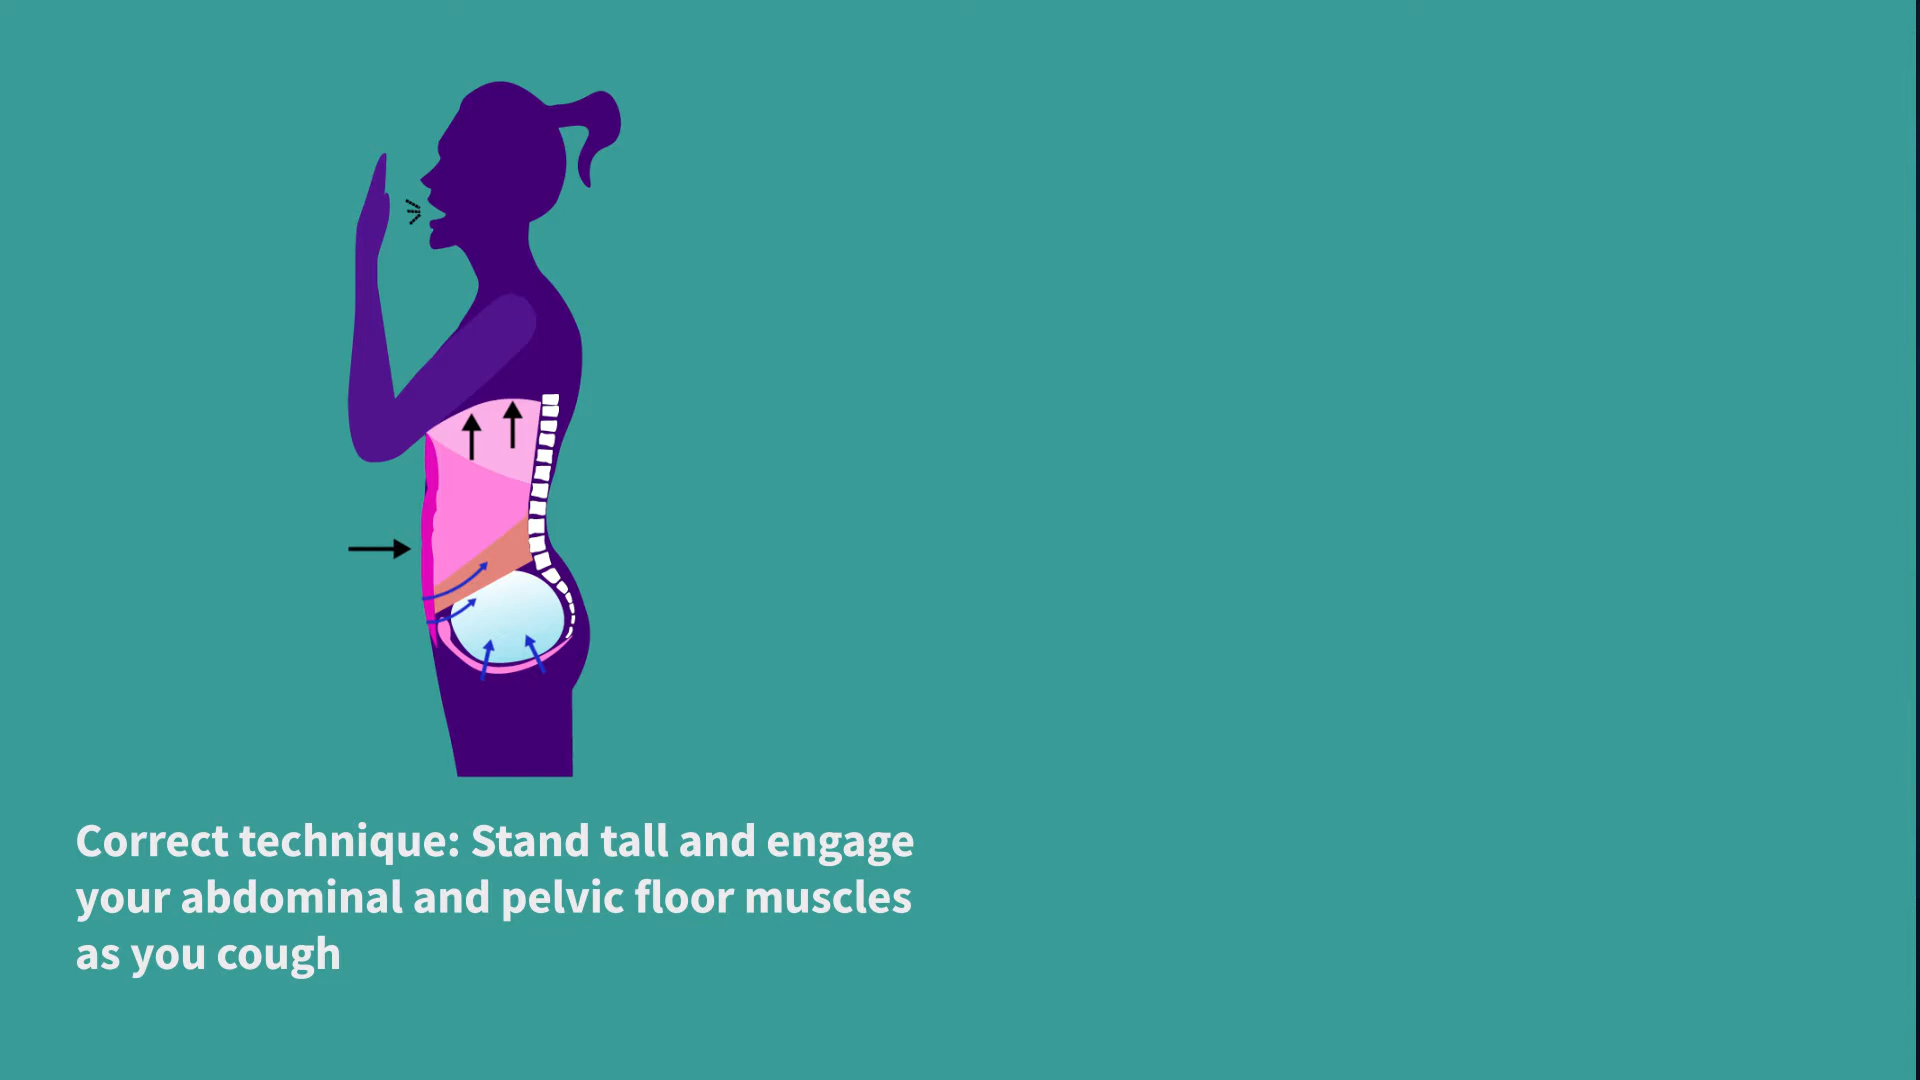 Correct technique: Stand tall and engage
your abdominal and pelvic floor muscles
as you cough